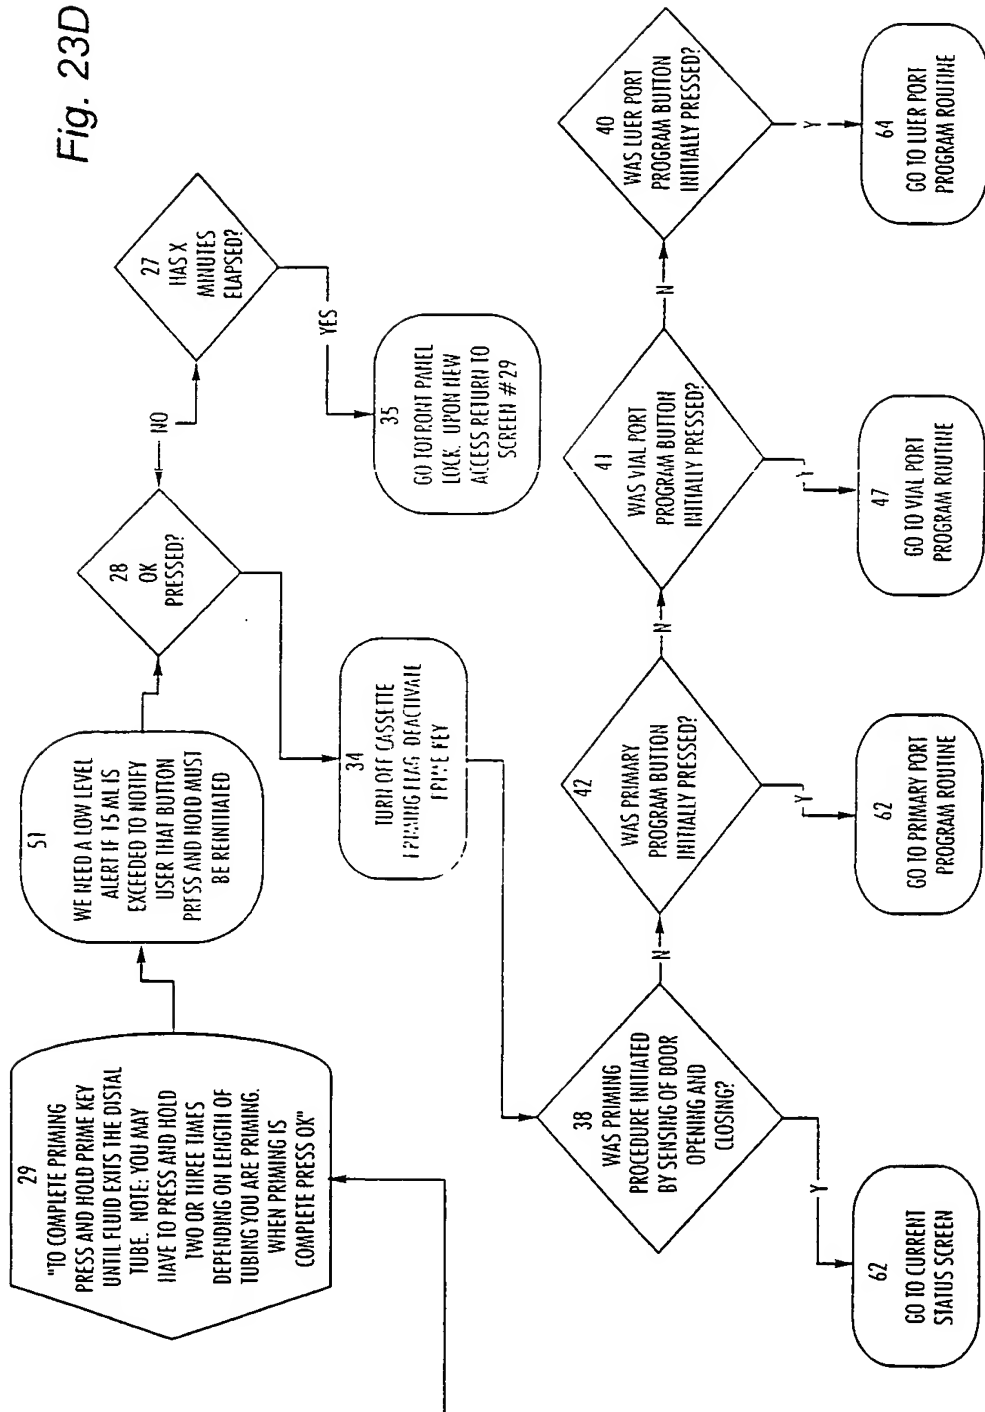 Fig. 23D
29
"TO COMPLETE PRIMING
PRESS AND HOLD PRIME KEY
UNTIL FLUID EXITS THE DISTAL
TUBE. NOTE: YOU MAY
HAVE TO PRESS AND HOLD
TWO OR THREE TIMES
DEPENDING ON LENGTH OF
TUBING YOU ARE PRIMING.
WHEN PRIMING IS
COMPLETE PRESS OK"
51
WE NEED A LOW LEVEL
ALERT IF 15 ML IS
EXCEEDED TO NOTIFY
USER THAT BUTTON
PRESS AND HOLD MUST
BE REINITIATED
28
OK
PRESSED?
NO
27
HAS X
MINUTES
ELAPSED?
YES
35
GO TOFRONT PANEL
LOCK. UPON NEW
ACCESS RETURN TO
SCREEN #29
34
TURN OFF CASSETTE
PRIMING FLAG DEACTIVATE
PRIME KEY
38
WAS PRIMING
PROCEDURE INITIATED
BY SENSING OF DOOR
OPENING AND
CLOSING?
N
Y
62
GO TO CURRENT
STATUS SCREEN
42
WAS PRIMARY
PROGRAM BUTTON
INITIALLY PRESSED?
N
Y
62
GO TO PRIMARY PORT
PROGRAM ROUTINE
41
WAS VIAL PORT
PROGRAM BUTTON
INITIALLY PRESSED?
N
Y
47
GO TO VIAL PORT
PROGRAM ROUTINE
40
WAS LUER PORT
PROGRAM BUTTON
INITIALLY PRESSED?
Y
64
GO TO LUER PORT
PROGRAM ROUTINE